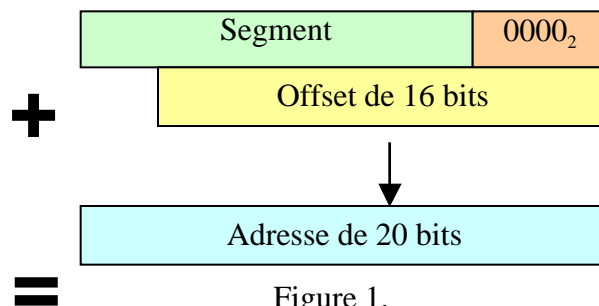 Segment 0000₂
+ Offset de 16 bits
Adresse de 20 bits
=
Figure 1.